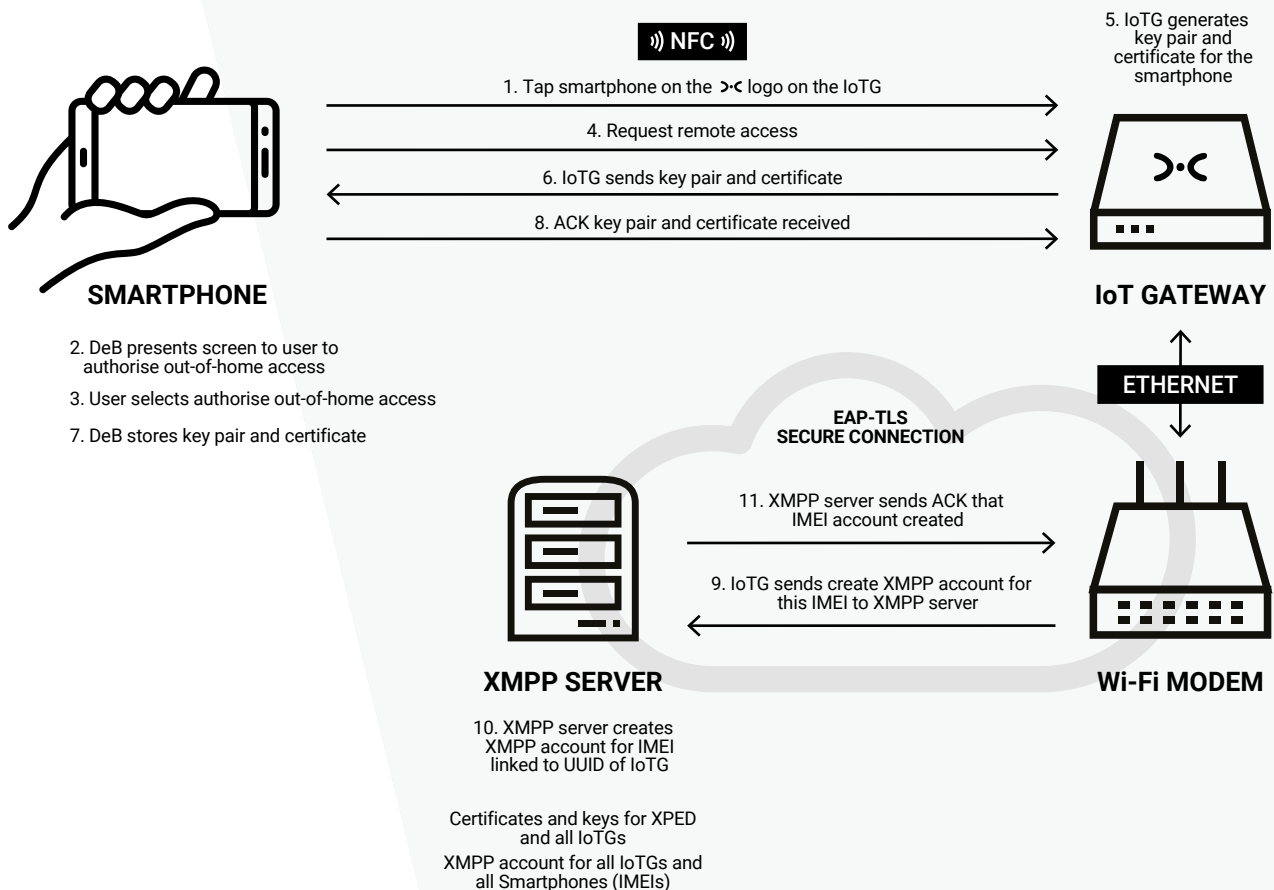 NFC
1. Tap smartphone on the logo on the IoTG
4. Request remote access
6. IoTG sends key pair and certificate
8. ACK key pair and certificate received
5. IoTG generates
key pair and
certificate for the
smartphone
SMARTPHONE
IoT GATEWAY
2. DeB presents screen to user to
authorise out-of-home access
3. User selects authorise out-of-home access
7. DeB stores key pair and certificate
ETHERNET
EAP-TLS
SECURE CONNECTION
11. XMPP server sends ACK that
IMEI account created
9. IoTG sends create XMPP account for
this IMEI to XMPP server
XMPP SERVER
Wi-Fi MODEM
10. XMPP server creates
XMPP account for IMEI
linked to UUID of IoTG
Certificates and keys for XPED
and all IoTGs
XMPP account for all IoTGs and
all Smartphones (IMEIs)